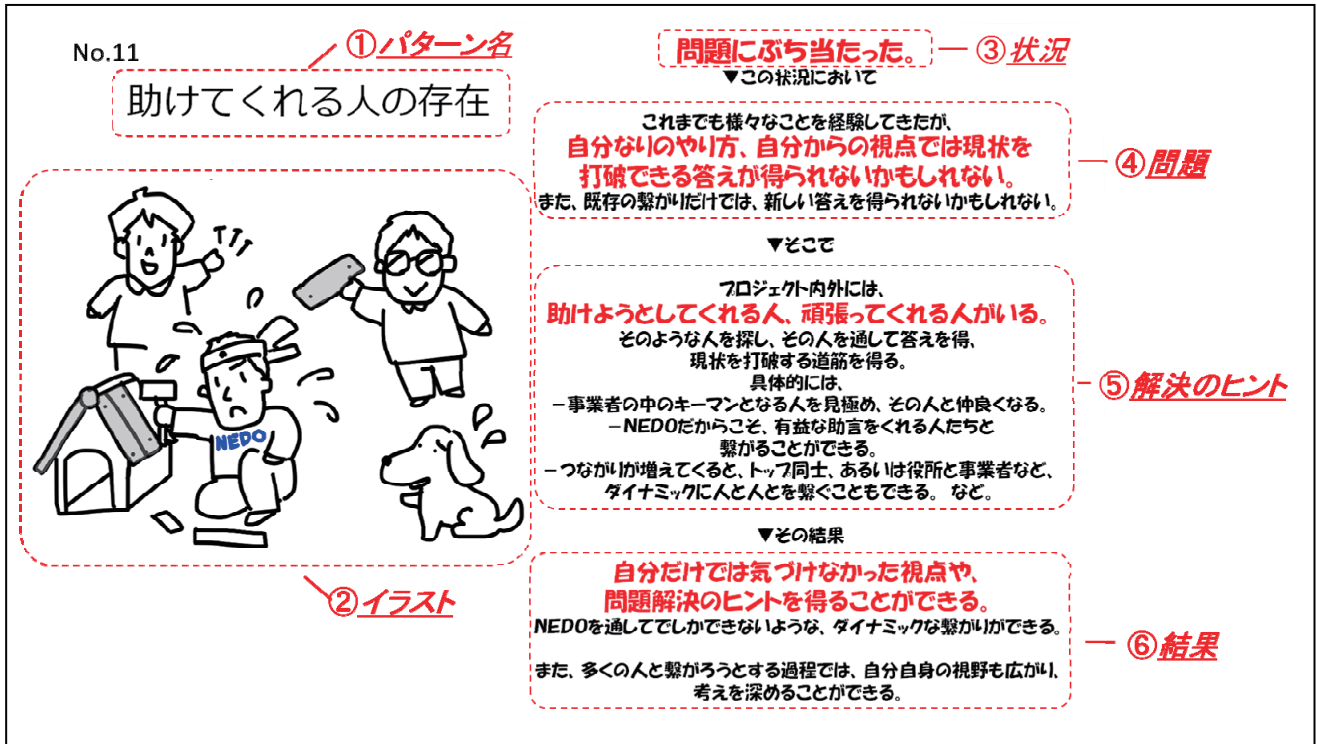 No.11
①パターン名
助けてくれる人の存在
NEDO
②イラスト
問題にぶち当たった。
③状況
▼この状況において
これまでも様々なことを経験してきたが、
自分なりのやり方、自分からの視点では現状を
打破できる答えが得られないかもしれない。
また、既存の繋がりだけでは、新しい答えを得られないかもしれない。
④問題
▼そこで
プロジェクト内外には、
助けようとしてくれる人、頑張ってくれる人がいる。
そのような人を探し、その人を通して答えを得、
現状を打破する道筋を得る。
具体的には、
－事業者の中のキーマンとなる人を見極め、その人と仲良くなる。
－NEDOだからこそ、有益な助言をくれる人たちと
繋がることができる。
－つながりが増えてくると、トップ同士、あるいは役所と事業者など、
ダイナミックに人と人とを繋ぐこともできる。 など。
⑤解決のヒント
▼その結果
自分だけでは気づけなかった視点や、
問題解決のヒントを得ることができる。
NEDOを通してでしかできないような、ダイナミックな繋がりができる。
また、多くの人と繋がろうとする過程では、自分自身の視野も広がり、
考えを深めることができる。
⑥結果